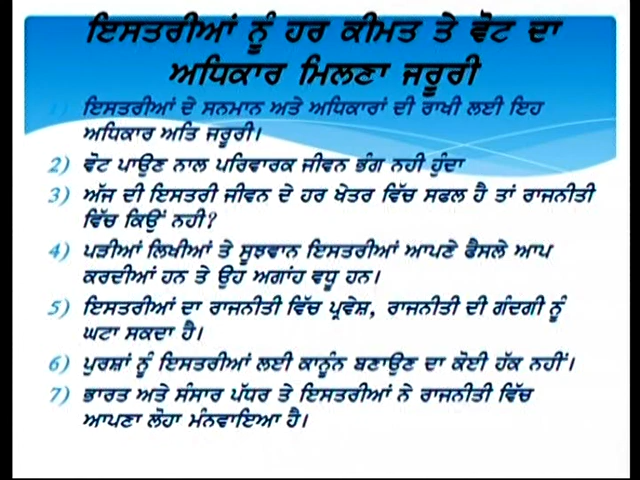 ਇਸਤਰੀਆਂ ਨੂੰ ਹਰ ਕੀਮਤ ਤੇ ਵੋਟ ਦਾ
ਅਧਿਕਾਰ ਮਿਲਣਾ ਜਰੂਰੀ
1) ਇਸਤਰੀਆਂ ਦੇ ਸਨਮਾਨ ਅਤੇ ਅਧਿਕਾਰਾਂ ਦੀ ਰਾਖੀ ਲਈ ਇਹ
ਅਧਿਕਾਰ ਅਤਿ ਜਰੂਰੀ।
2) ਵੋਟ ਪਾਉਣ ਨਾਲ ਪਰਿਵਾਰਕ ਜੀਵਨ ਭੰਗ ਨਹੀ ਹੁੰਦਾ
3) ਅੱਜ ਦੀ ਇਸਤਰੀ ਜੀਵਨ ਦੇ ਹਰ ਖੇਤਰ ਵਿੱਚ ਸਫਲ ਹੈ ਤਾਂ ਰਾਜਨੀਤੀ
ਵਿੱਚ ਕਿਉਂ ਨਹੀ?
4) ਪੜੀਆਂ ਲਿਖੀਆਂ ਤੇ ਸੂਝਵਾਨ ਇਸਤਰੀਆਂ ਆਪਣੇ ਫੈਸਲੇ ਆਪ
ਕਰਦੀਆਂ ਹਨ ਤੇ ਉਹ ਅਗਾਂਹ ਵਧੂ ਹਨ।
5) ਇਸਤਰੀਆਂ ਦਾ ਰਾਜਨੀਤੀ ਵਿੱਚ ਪ੍ਰਵੇਸ਼, ਰਾਜਨੀਤੀ ਦੀ ਗੰਦਗੀ ਨੂੰ
ਘਟਾ ਸਕਦਾ ਹੈ।
6) ਪੁਰਸ਼ਾਂ ਨੂੰ ਇਸਤਰੀਆਂ ਲਈ ਕਾਨੂੰਨ ਬਣਾਉਣ ਦਾ ਕੋਈ ਹੱਕ ਨਹੀਂ।
7) ਭਾਰਤ ਅਤੇ ਸੰਸਾਰ ਪੱਧਰ ਤੇ ਇਸਤਰੀਆਂ ਨੇ ਰਾਜਨੀਤੀ ਵਿੱਚ
ਆਪਣਾ ਲੋਹਾ ਮੰਨਵਾਇਆ ਹੈ।